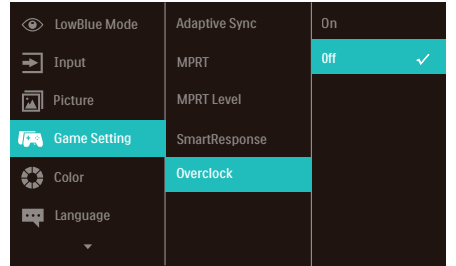 LowBlue Mode
Input
Picture
Game Setting
Color
Language
Adaptive Sync
MPRT
MPRT Level
SmartResponse
Overclock
On
Off